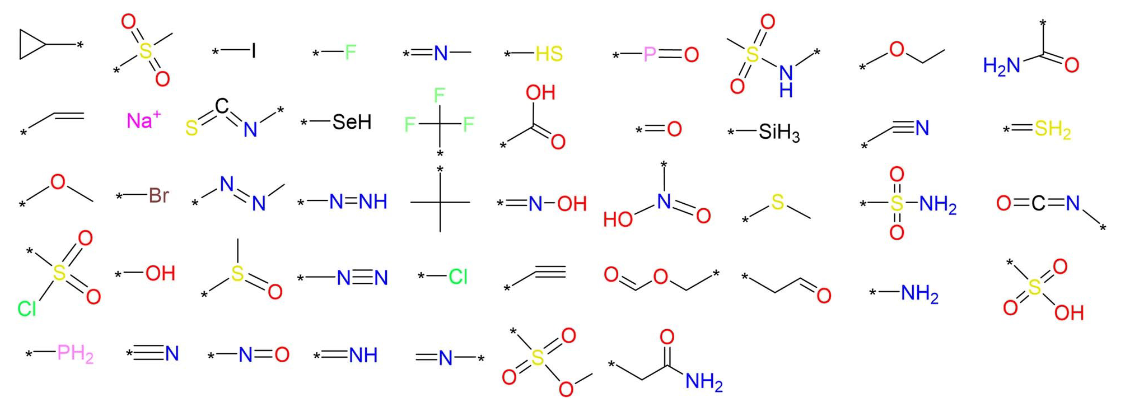 * O S * O * I * F * N * HS * P O O S O N H * * O * H₂N O
* Na⁺ S C N * * SeH F F F * OH * O * O * SiH₃ * N * SH₂
* O * Br * N N * N NH * * N OH * HO N O * S O * S NH₂ O O C N *
* O S Cl O * OH * S O * N N * Cl * O O * * O * NH₂ * O S O OH
* PH₂ * N * N O * NH N * * O S O O * O NH₂